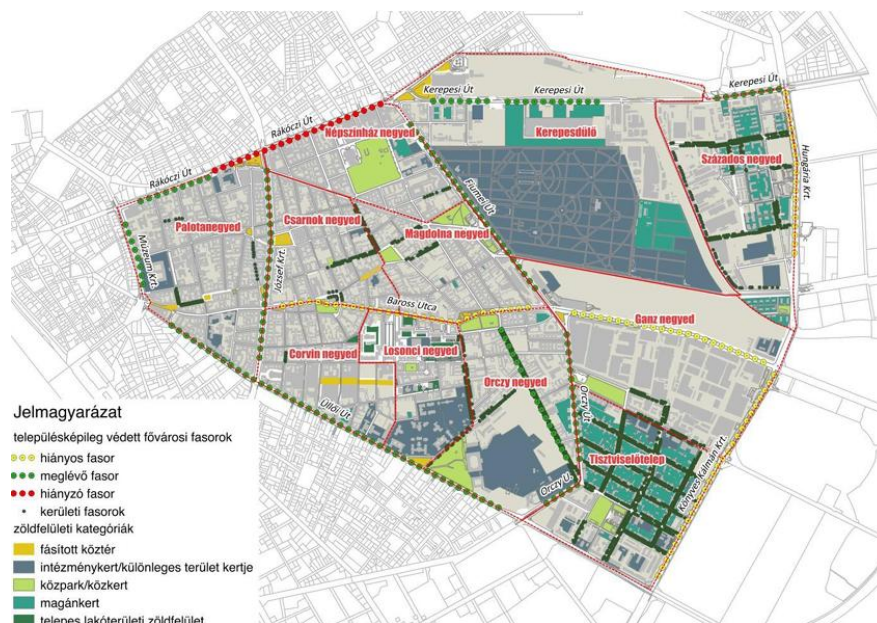 Kerepesi Út
Kerepesi Út
Kerepesi Út
Rákóczi Út
Népszínház negyed
Kerepesdűlő
Százados negyed
Hungária Krt.
Rákóczi Út
Fiumei Út
Palotanegyed
Csarnok negyed
Magdolna negyed
Múzeum Krt.
József Krt.
Baross Utca
Ganz negyed
Corvin negyed
Losonci negyed
Orczy negyed
Orczy Út
Üllői Út
Tisztviselőtelep
Könyves Kálmán Krt.
Orczy U.
Jelmagyarázat
településképileg védett fővárosi fasorok
hiányos fasor
meglévő fasor
hiányzó fasor
kerületi fasorok
zöldfelületi kategóriák
fásított köztér
intézménykert/különleges terület kertje
közpark/közkert
magánkert
telepes lakóterületi zöldfelület